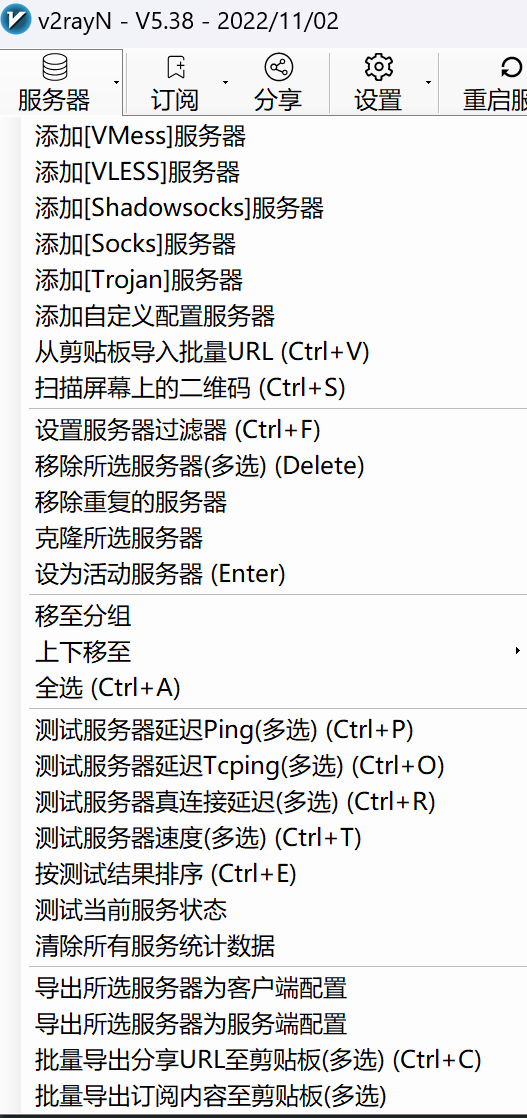 v2rayN - V5.38 - 2022/11/02
服务器 订阅 分享 设置 重启服
添加[VMess]服务器
添加[VLESS]服务器
添加[Shadowsocks]服务器
添加[Socks]服务器
添加[Trojan]服务器
添加自定义配置服务器
从剪贴板导入批量URL (Ctrl+V)
扫描屏幕上的二维码 (Ctrl+S)
设置服务器过滤器 (Ctrl+F)
移除所选服务器(多选) (Delete)
移除重复的服务器
克隆所选服务器
设为活动服务器 (Enter)
移至分组
上下移至
全选 (Ctrl+A)
测试服务器延迟Ping(多选) (Ctrl+P)
测试服务器延迟Tcping(多选) (Ctrl+O)
测试服务器真连接延迟(多选) (Ctrl+R)
测试服务器速度(多选) (Ctrl+T)
按测试结果排序 (Ctrl+E)
测试当前服务状态
清除所有服务统计数据
导出所选服务器为客户端配置
导出所选服务器为服务端配置
批量导出分享URL至剪贴板(多选) (Ctrl+C)
批量导出订阅内容至剪贴板(多选)